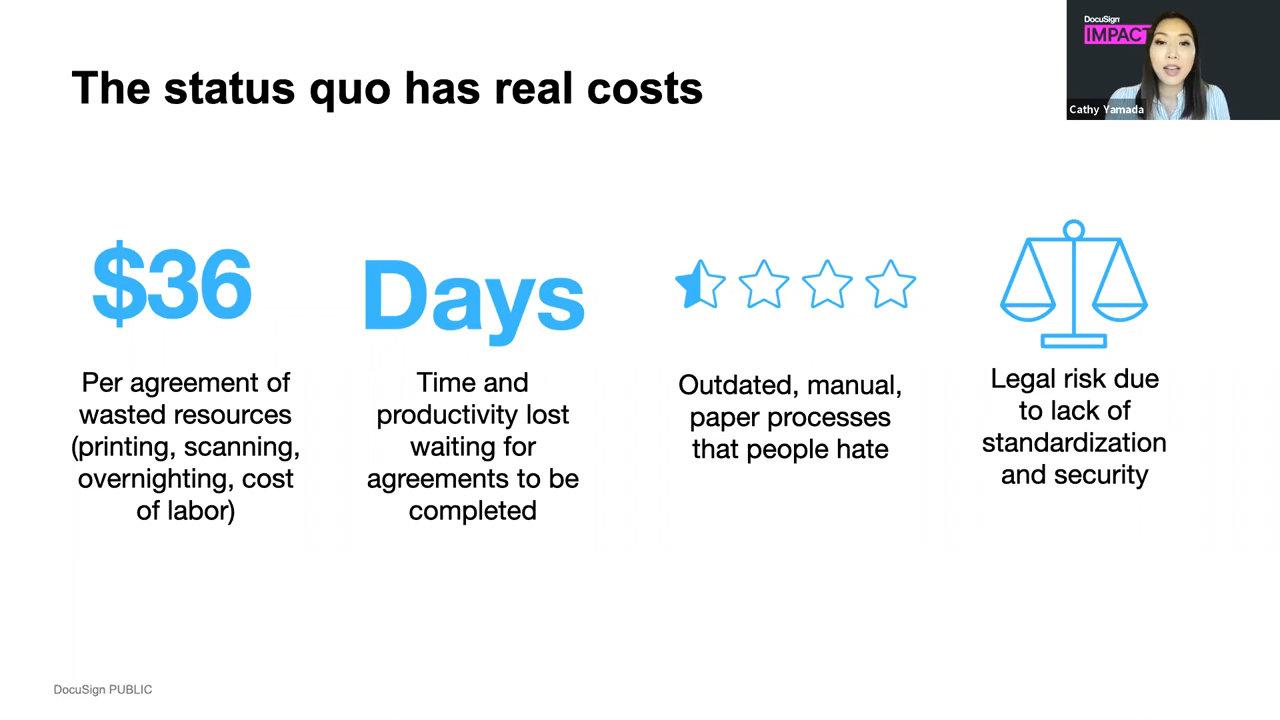 DocuSign
IMPACT
Cathy Yamada
The status quo has real costs
$36
Per agreement of
wasted resources
(printing, scanning,
overnighting, cost
of labor)
Days
Time and
productivity lost
waiting for
agreements to be
completed
Outdated, manual,
paper processes
that people hate
Legal risk due
to lack of
standardization
and security
DocuSign PUBLIC